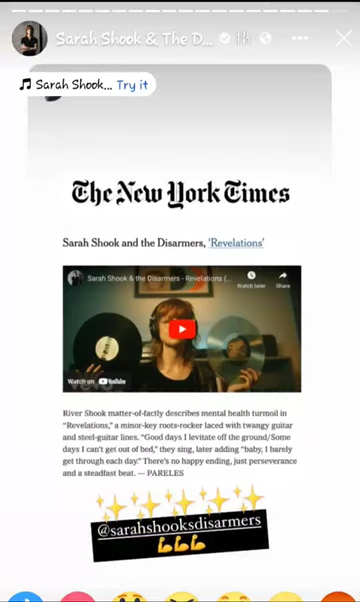 Sarah Shook & The D... 1h
Sarah Shook... Try it
The New York Times
Sarah Shook and the Disarmers, ‘Revelations’
Sarah Shook & the Disarmers - Revelations (...
Watch later
Share
Watch on YouTube
River Shook matter-of-factly describes mental health turmoil in
“Revelations,” a minor-key roots-rocker laced with twangy guitar
and steel-guitar lines. “Good days I levitate off the ground/Some
days I can’t get out of bed,” they sing, later adding “baby, I barely
get through each day.” There’s no happy ending, just perseverance
and a steadfast beat. — PARELES
@sarahshooksdisarmers